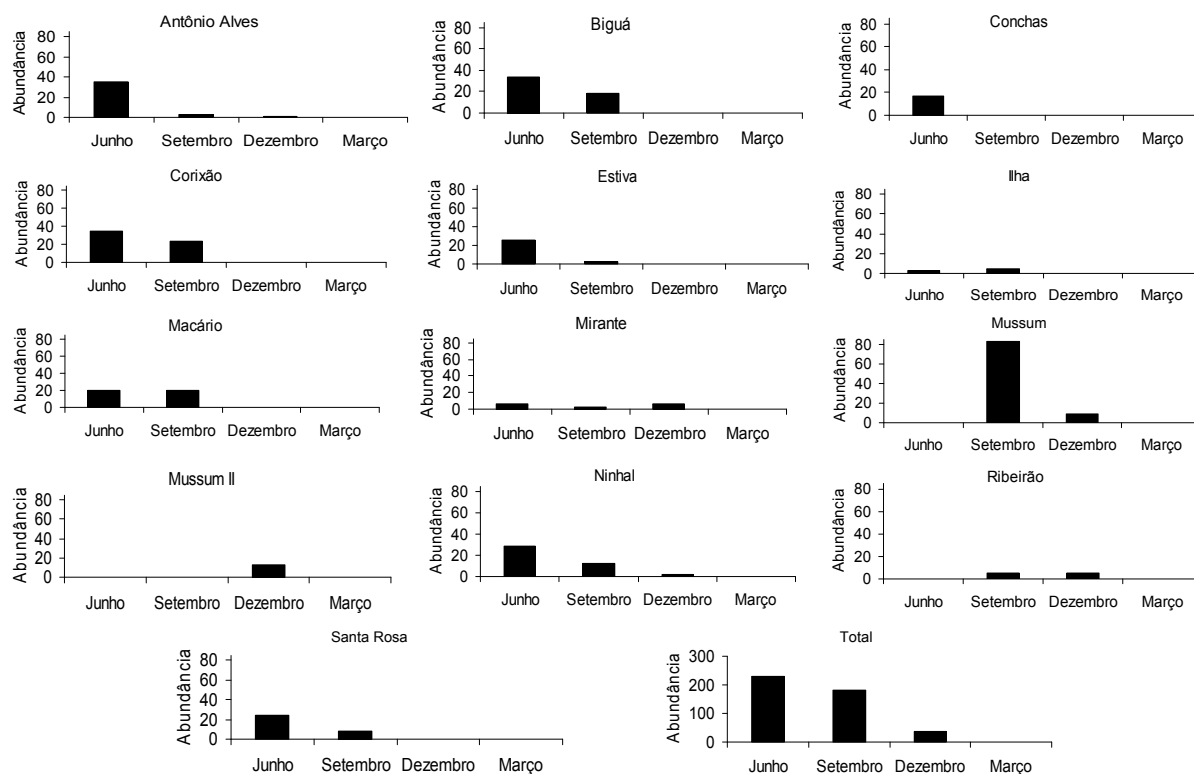 Antônio Alves
Abundância
80
60
40
20
0
Junho Setembro Dezembro Março
Biguá
Abundância
80
60
40
20
0
Junho Setembro Dezembro Março
Conchas
Abundância
80
60
40
20
0
Junho Setembro Dezembro Março
Corixão
Abundância
80
60
40
20
0
Junho Setembro Dezembro Março
Estiva
Abundância
80
60
40
20
0
Junho Setembro Dezembro Março
Ilha
Abundância
80
60
40
20
0
Junho Setembro Dezembro Março
Macário
Abundância
80
60
40
20
0
Junho Setembro Dezembro Março
Mirante
Abundância
80
60
40
20
0
Junho Setembro Dezembro Março
Mussum
Abundância
80
60
40
20
0
Junho Setembro Dezembro Março
Mussum II
Abundância
80
60
40
20
0
Junho Setembro Dezembro Março
Ninhal
Abundância
80
60
40
20
0
Junho Setembro Dezembro Março
Ribeirão
Abundância
80
60
40
20
0
Junho Setembro Dezembro Março
Santa Rosa
Abundância
80
60
40
20
0
Junho Setembro Dezembro Março
Total
Abundância
300
200
100
0
Junho Setembro Dezembro Março